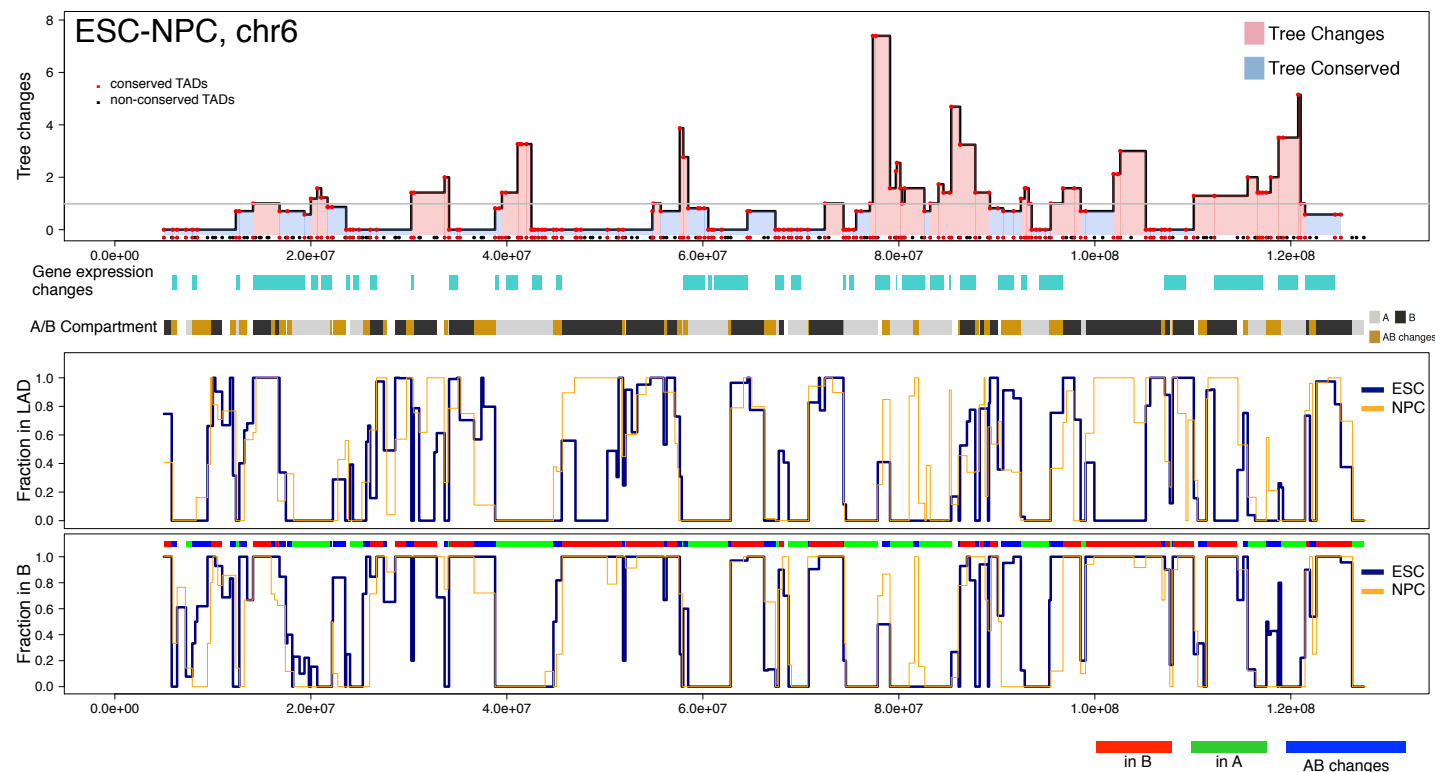 ESC-NPC, chr6
Tree Changes
Tree Conserved
conserved TADs
non-conserved TADs
Tree changes
8
6
4
2
0
0.0e+00
2.0e+07
4.0e+07
6.0e+07
8.0e+07
1.0e+08
1.2e+08
Gene expression
changes
A/B Compartment
A
B
AB changes
Fraction in LAD
1.0
0.8
0.6
0.4
0.2
0.0
ESC
NPC
Fraction in B
1.0
0.8
0.6
0.4
0.2
0.0
ESC
NPC
0.0e+00
2.0e+07
4.0e+07
6.0e+07
8.0e+07
1.0e+08
1.2e+08
in B
in A
AB changes